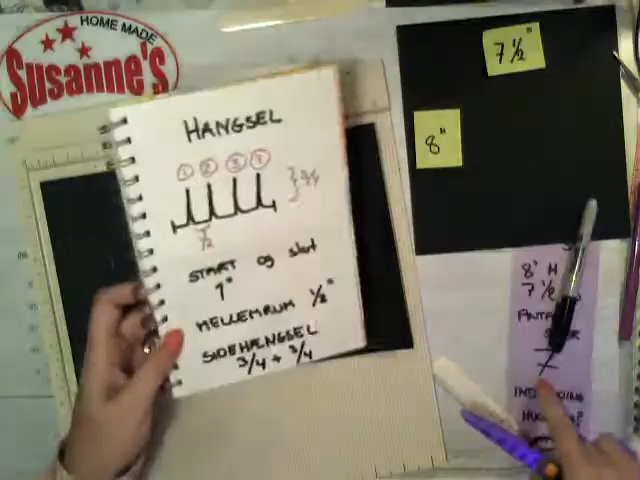 HOME MADE
Susanne's
HANGSEL
1 2 3 3
3/4
1/2
START og slut
1"
MELLEMRUM 1/2"
SIDEHÆNGSEL
3/4 + 3/4
7 1/2"
8"
8" H
7 1/2